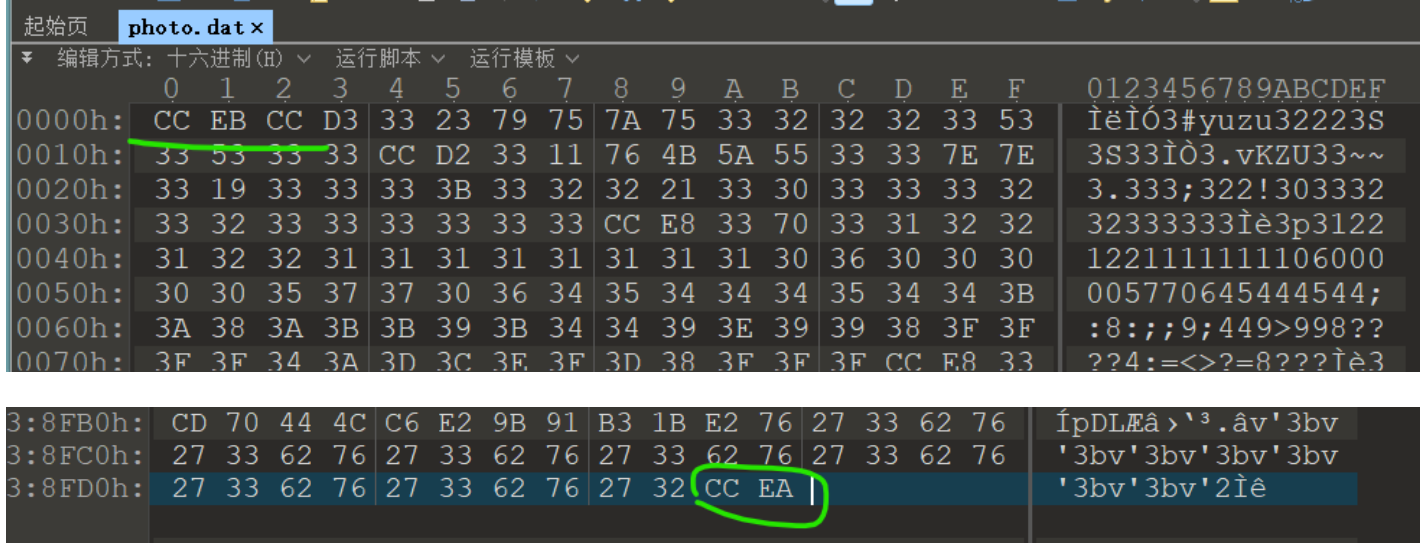 起始页 photo.dat ×
编辑方式: 十六进制(H) 运行脚本 运行模板
0 1 2 3 4 5 6 7 8 9 A B C D E F 0123456789ABCDEF
0000h: CC EB CC D3 33 23 79 75 7A 75 33 32 32 32 33 53 ÌëÌÓ3#yuzu32223S
0010h: 33 53 33 33 CC D2 33 11 76 4B 5A 55 33 33 7E 7E 3S33ÌÒ3.vKZU33~~
0020h: 33 19 33 33 33 3B 33 32 32 21 33 30 33 33 33 32 3.333;322!303332
0030h: 33 32 33 33 33 33 33 33 CC E8 33 70 33 31 32 32 32333333Ìè3p3122
0040h: 31 32 32 31 31 31 31 31 31 31 31 30 36 30 30 30 1221111111106000
0050h: 30 30 35 37 37 30 36 34 35 34 34 34 35 34 34 3B 005770645444544;
0060h: 3A 38 3A 3B 3B 39 3B 34 34 39 3E 39 39 38 3F 3F :8:;;9;449>998??
0070h: 3F 3F 34 3A 3D 3C 3E 3F 3D 38 3F 3F 3F CC E8 33 ??4:=<>?=8???Ìè3
3:8FB0h: CD 70 44 4C C6 E2 9B 91 B3 1B E2 76 27 33 62 76 ÍpDLÆâ›‘³.âv'3bv
3:8FC0h: 27 33 62 76 27 33 62 76 27 33 62 76 27 33 62 76 '3bv'3bv'3bv'3bv
3:8FD0h: 27 33 62 76 27 33 62 76 27 32 CC EA '3bv'3bv'2Ìê